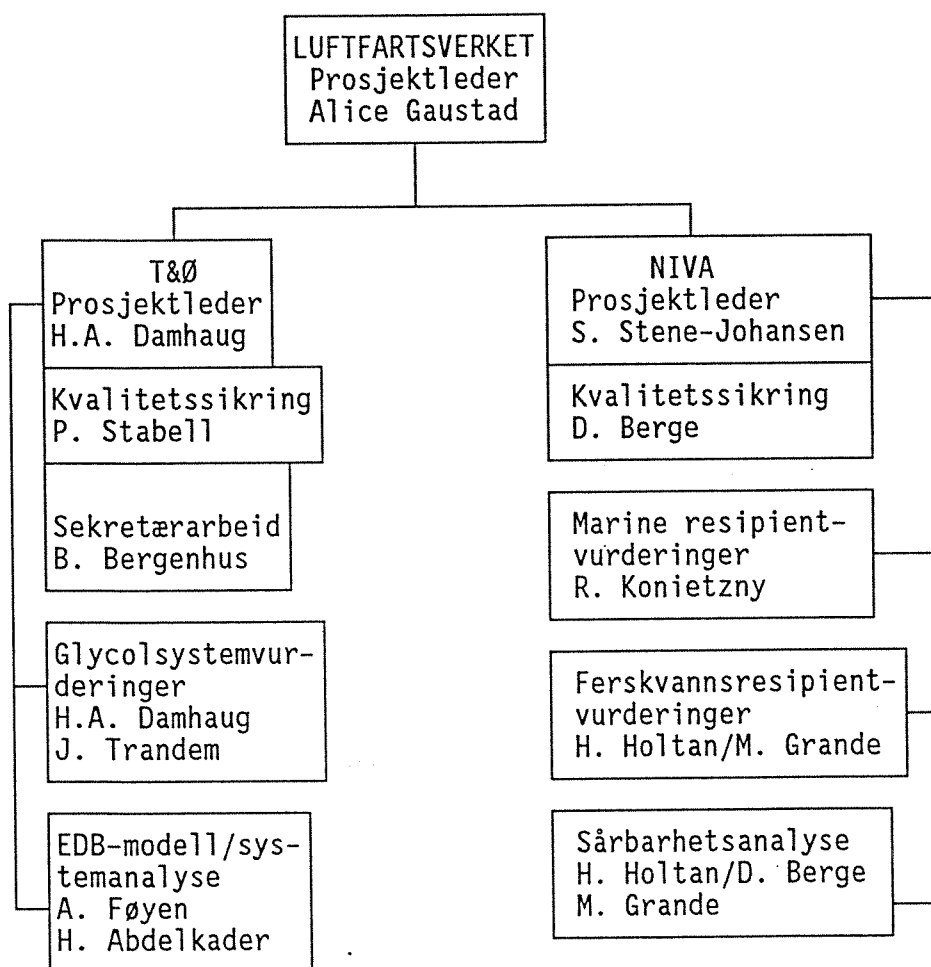 LUFTFARTSVERKET
Prosjektleder
Alice Gaustad
T&Ø
Prosjektleder
H.A. Damhaug
Kvalitetssikring
P. Stabell
Sekretærarbeid
B. Bergenhus
Glycolsystemvur-
deringer
H.A. Damhaug
J. Trandem
EDB-modell/sys-
temanalyse
A. Føyen
H. Abdelkader
NIVA
Prosjektleder
S. Stene-Johansen
Kvalitetssikring
D. Berge
Marine resipient-
vurderinger
R. Konietzny
Ferskvannsresipient-
vurderinger
H. Holtan/M. Grande
Sårbarhetsanalyse
H. Holtan/D. Berge
M. Grande